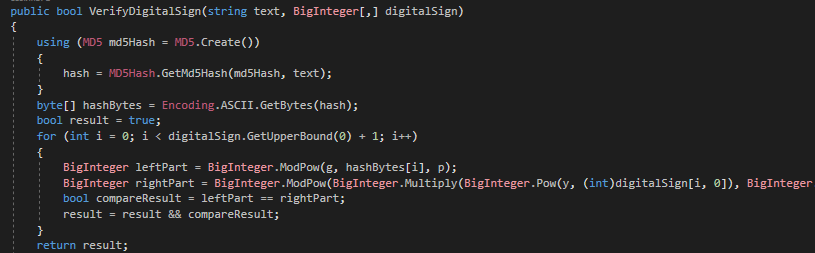 public bool VerifyDigitalSign(string text, BigInteger[,] digitalSign)
{
using (MD5 md5Hash = MD5.Create())
{
hash = MD5Hash.GetMd5Hash(md5Hash, text);
}
byte[] hashBytes = Encoding.ASCII.GetBytes(hash);
bool result = true;
for (int i = 0; i < digitalSign.GetUpperBound(0) + 1; i++)
{
BigInteger leftPart = BigInteger.ModPow(g, hashBytes[i], p);
BigInteger rightPart = BigInteger.ModPow(BigInteger.Multiply(BigInteger.Pow(y, (int)digitalSign[i, 0]), BigInteger
bool compareResult = leftPart == rightPart;
result = result && compareResult;
}
return result;